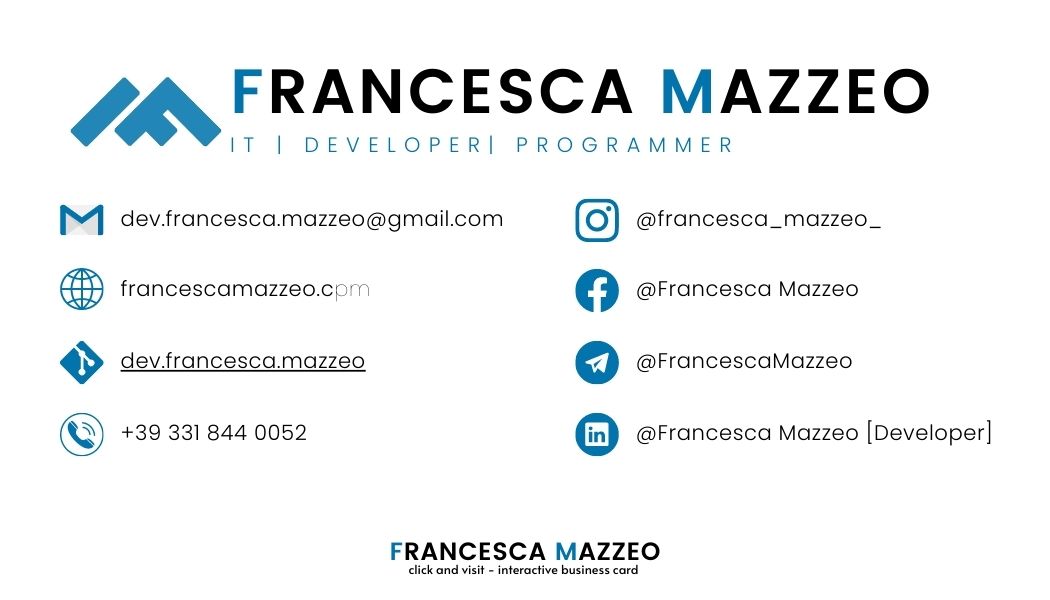 FRANCESCA MAZZEO
IT | DEVELOPER| PROGRAMMER
dev.francesca.mazzeo@gmail.com
francescamazzeo.cpm
dev.francesca.mazzeo
+39 331 844 0052
@francesca_mazzeo_
@Francesca Mazzeo
@FrancescaMazzeo
@Francesca Mazzeo [Developer]
FRANCESCA MAZZEO
click and visit - interactive business card